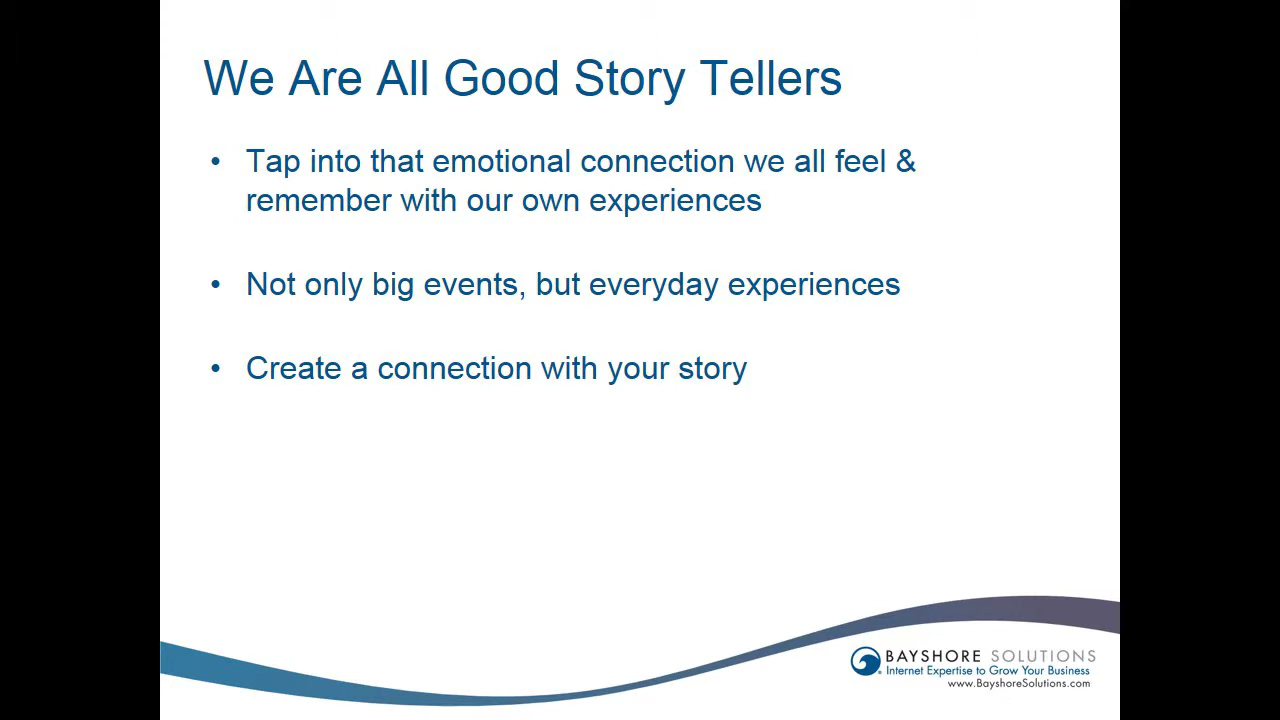 We Are All Good Story Tellers
• Tap into that emotional connection we all feel &
remember with our own experiences
• Not only big events, but everyday experiences
• Create a connection with your story
BAYSHORE SOLUTIONS
Internet Expertise to Grow Your Business
www.BayshoreSolutions.com